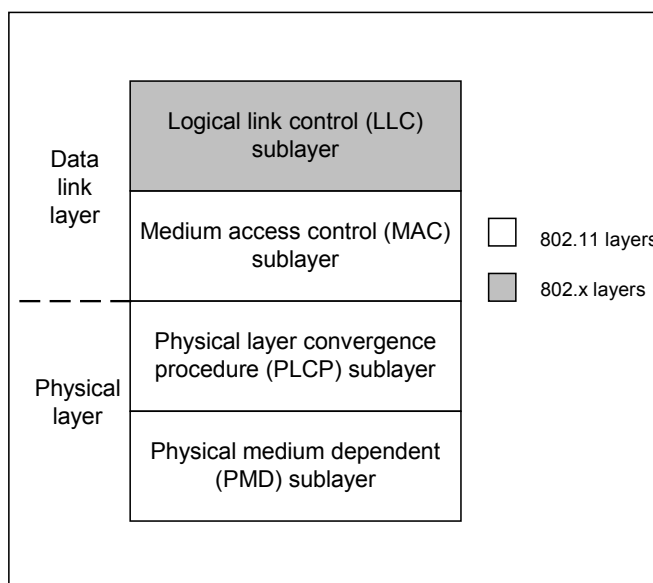 Logical link control (LLC)
sublayer
Data
link
layer
Medium access control (MAC)
sublayer
802.11 layers
802.x layers
Physical layer convergence
procedure (PLCP) sublayer
Physical
layer
Physical medium dependent
(PMD) sublayer